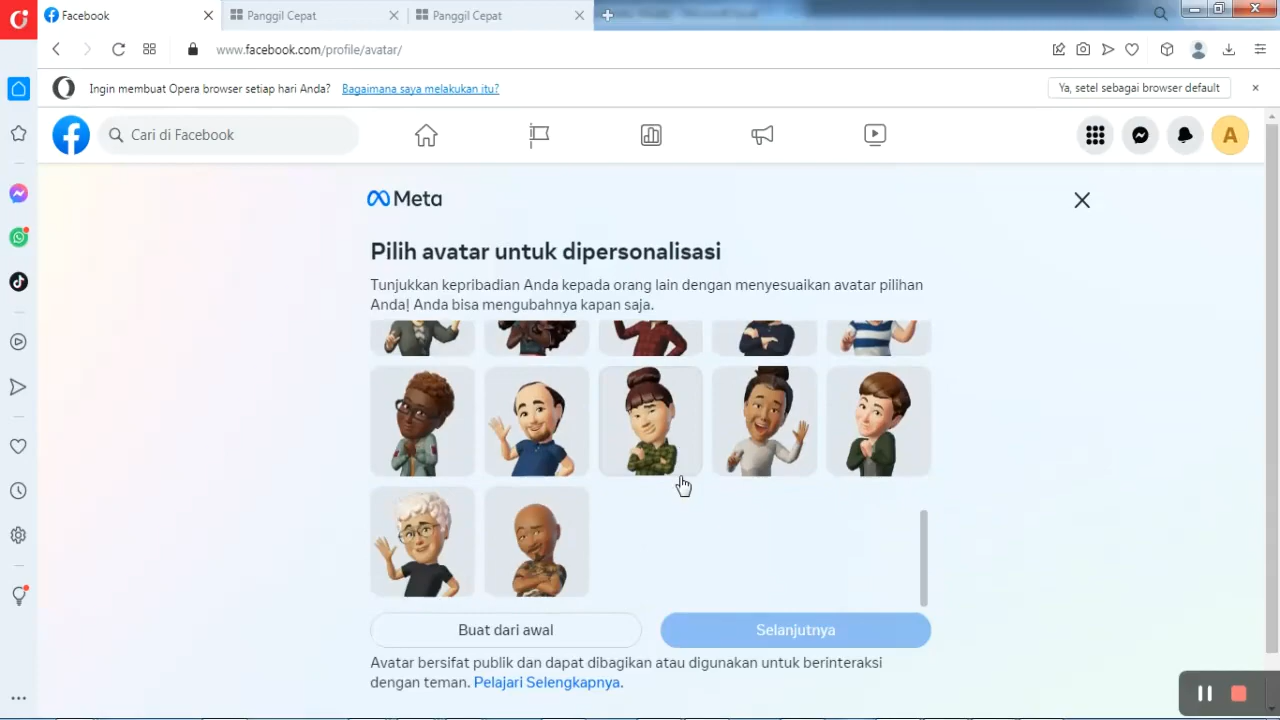 Facebook
Panggil Cepat
Panggil Cepat
www.facebook.com/profile/avatar/
Ingin membuat Opera browser setiap hari Anda? Bagaimana saya melakukan itu?
Ya, setel sebagai browser default
Cari di Facebook
A
Meta
Pilih avatar untuk dipersonalisasi
Tunjukkan kepribadian Anda kepada orang lain dengan menyesuaikan avatar pilihan
Anda! Anda bisa mengubahnya kapan saja.
Buat dari awal
Selanjutnya
Avatar bersifat publik dan dapat dibagikan atau digunakan untuk berinteraksi
dengan teman. Pelajari Selengkapnya.